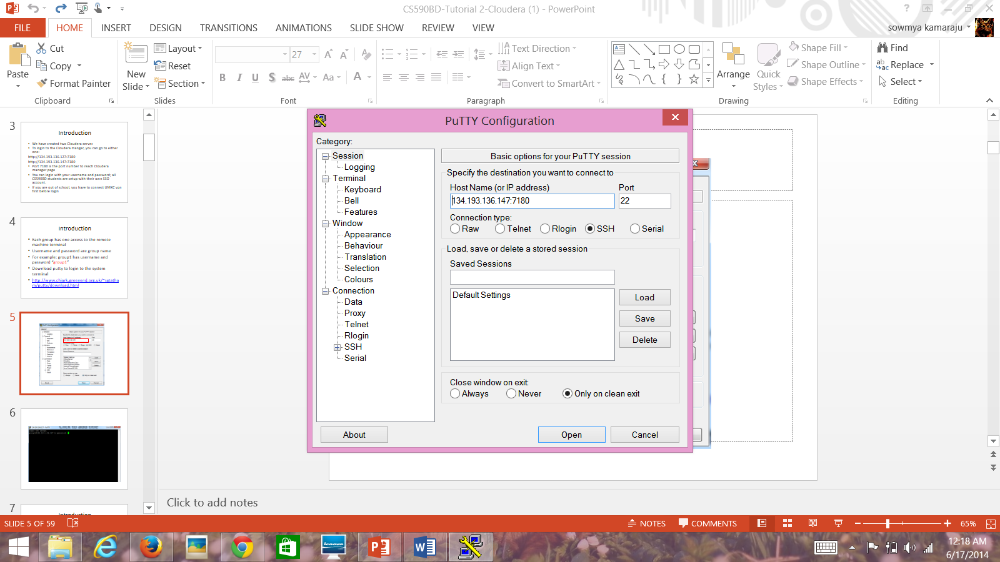 CS590BD-Tutorial 2-Cloudera (1) - PowerPoint
FILE HOME INSERT DESIGN TRANSITIONS ANIMATIONS SLIDE SHOW REVIEW VIEW
sowmya kamaraju
Paste
Cut
Copy
Format Painter
Clipboard
New Slide
Layout
Reset
Section
Slides
27
Font
Text Direction
Align Text
Convert to SmartArt
Paragraph
Arrange
Quick Styles
Shape Fill
Shape Outline
Shape Effects
Drawing
Find
Replace
Select
Editing
3
Introduction
We have created two Cloudera server.
To login to the Cloudera manger, you can go to either
one:
http://134.193.136.127:7180
http://134.193.136.147:7180
Port 7180 is the port number to reach Cloudera
manager page
You can login with your username and password; all
CS590BD students are setup with their own SSO
account.
If you are out of school, you have to connect UMKC vpn
first before login
4
Introduction
Each group has one access to the remote
machine terminal
Username and password are group name
For example: group1 has username and
password "group1"
Download putty to login to the system
terminal
http://www.chiark.greenend.org.uk/~sgtatha
m/putty/download.html
5
6
Click to add title
7
Introduction
PuTTY Configuration
Category:
Session
Logging
Terminal
Keyboard
Bell
Features
Window
Appearance
Behaviour
Translation
Selection
Colours
Connection
Data
Proxy
Telnet
Rlogin
SSH
Serial
Basic options for your PuTTY session
Specify the destination you want to connect to
Host Name (or IP address) Port
134.193.136.147:7180 22
Connection type:
Raw Telnet Rlogin SSH Serial
Load, save or delete a stored session
Saved Sessions
Default Settings
Load
Save
Delete
Close window on exit:
Always Never Only on clean exit
About Open Cancel
Click to add notes
SLIDE 5 OF 59 NOTES COMMENTS 65%
12:18 AM
6/17/2014